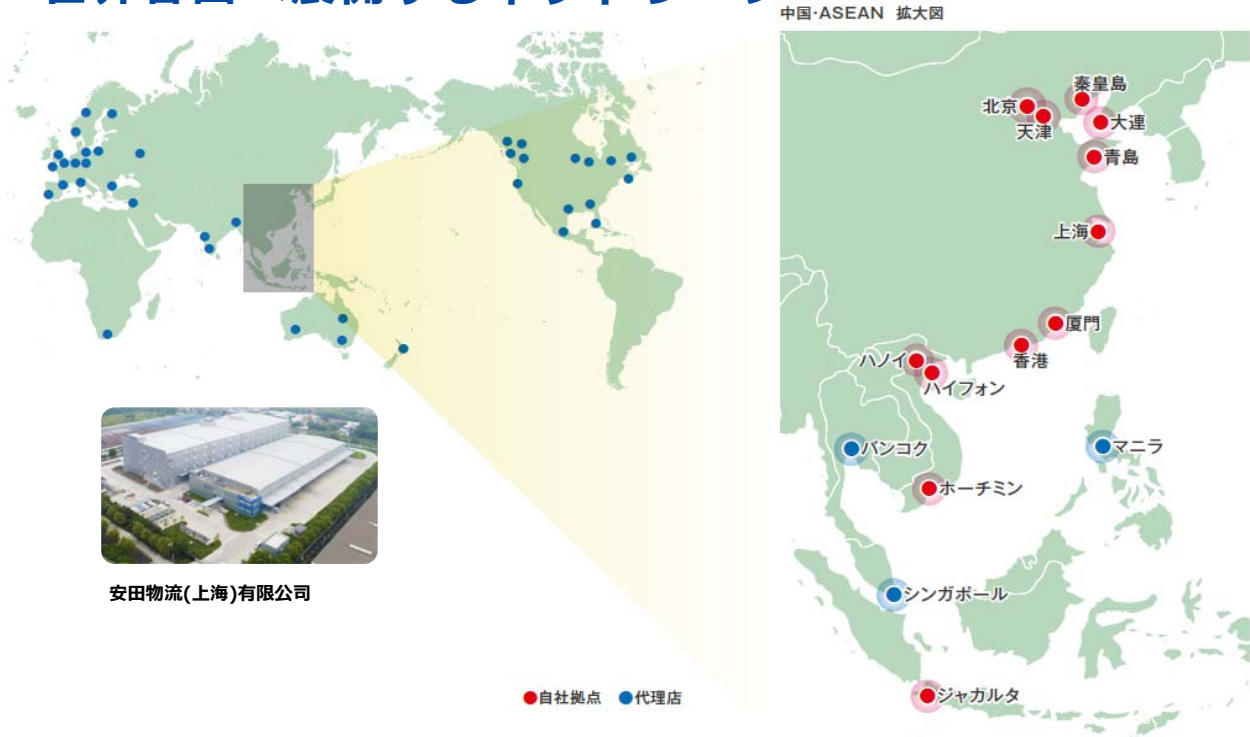 中国・ASEAN 拡大図
秦皇島
北京
天津
大連
青島
上海
厦門
香港
ハノイ
ハイフォン
バンコク
マニラ
ホーチミン
シンガポール
ジャカルタ
安田物流(上海)有限公司
●自社拠点 ●代理店